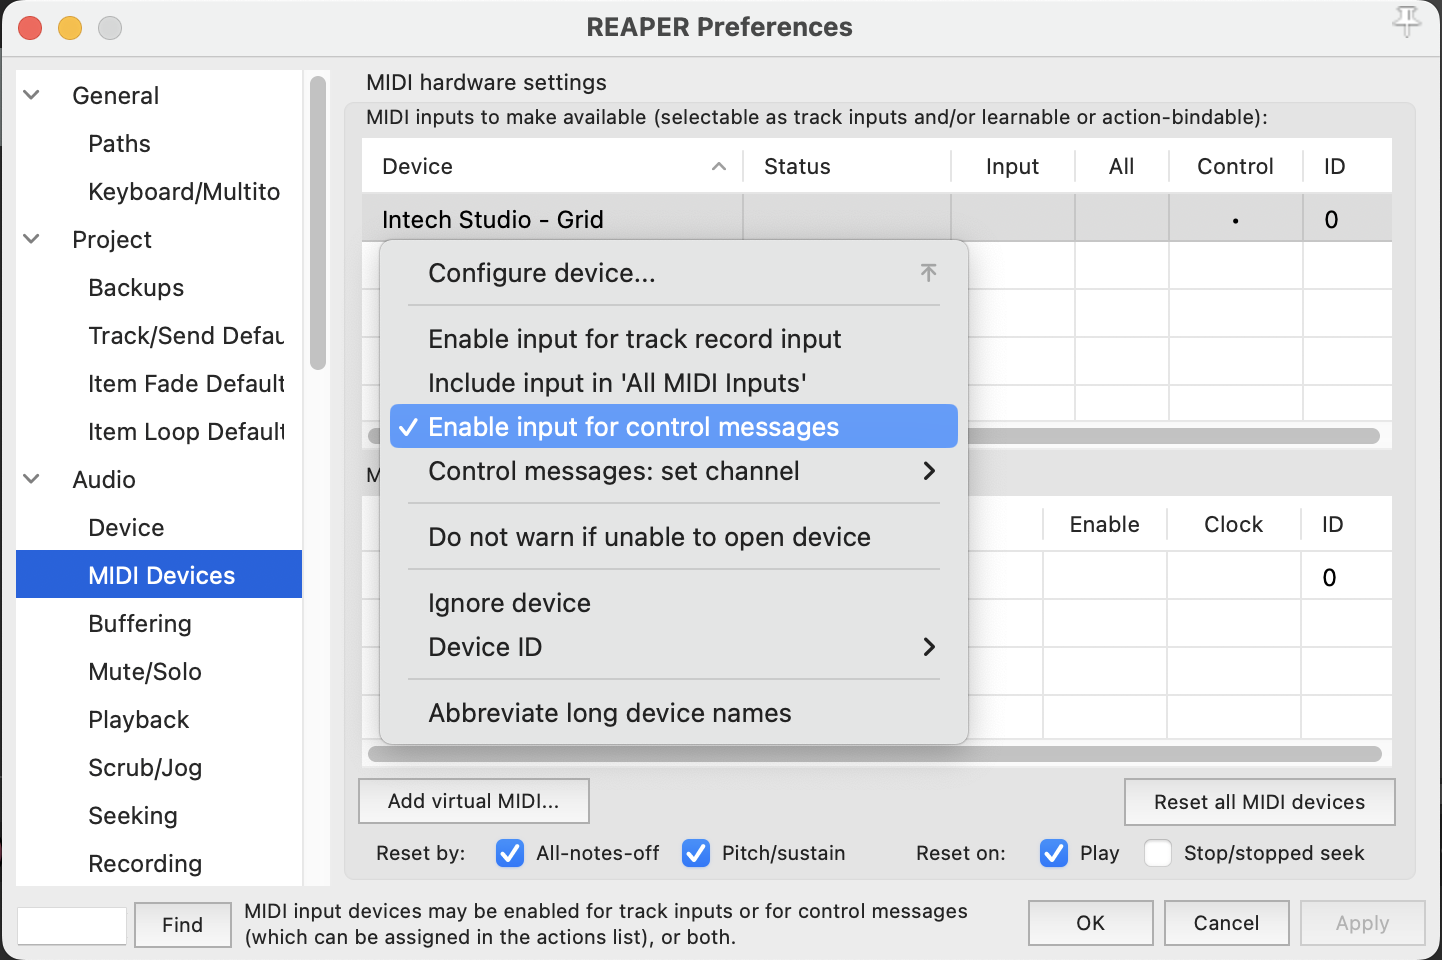 REAPER Preferences
General
Paths
Keyboard/Multito
Project
Backups
Track/Send Defau
Item Fade Default
Item Loop Default
Audio
Device
MIDI Devices
Buffering
Mute/Solo
Playback
Scrub/Jog
Seeking
Recording
Find
MIDI hardware settings
MIDI inputs to make available (selectable as track inputs and/or learnable or action-bindable):
Device Status Input All Control ID
Intech Studio - Grid • 0
Configure device...
Enable input for track record input
Include input in 'All MIDI Inputs'
✓ Enable input for control messages
Control messages: set channel
Do not warn if unable to open device
Ignore device
Device ID
Abbreviate long device names
M
Enable Clock ID
0
Add virtual MIDI...
Reset all MIDI devices
Reset by: All-notes-off Pitch/sustain Reset on: Play Stop/stopped seek
MIDI input devices may be enabled for track inputs or for control messages
(which can be assigned in the actions list), or both.
OK
Cancel
Apply